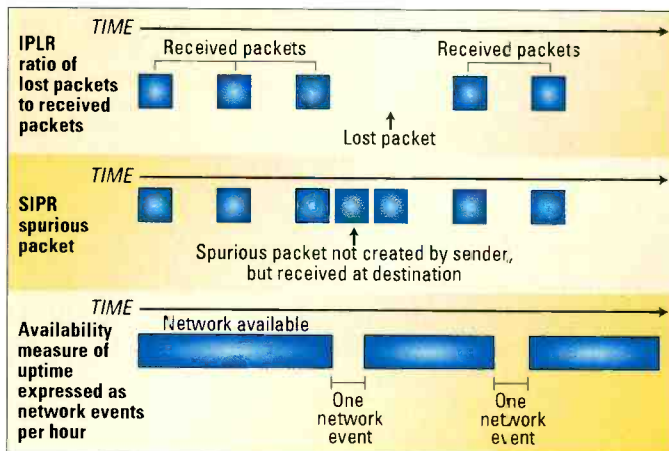 TIME
IPLR
ratio of
lost packets
to received
packets
Received packets
Received packets
Lost packet
TIME
SIPR
spurious
packet
Spurious packet not created by sender,
but received at destination
TIME
Availability
measure of
uptime
expressed as
network events
per hour
Network available
One
network
event
One
network
event